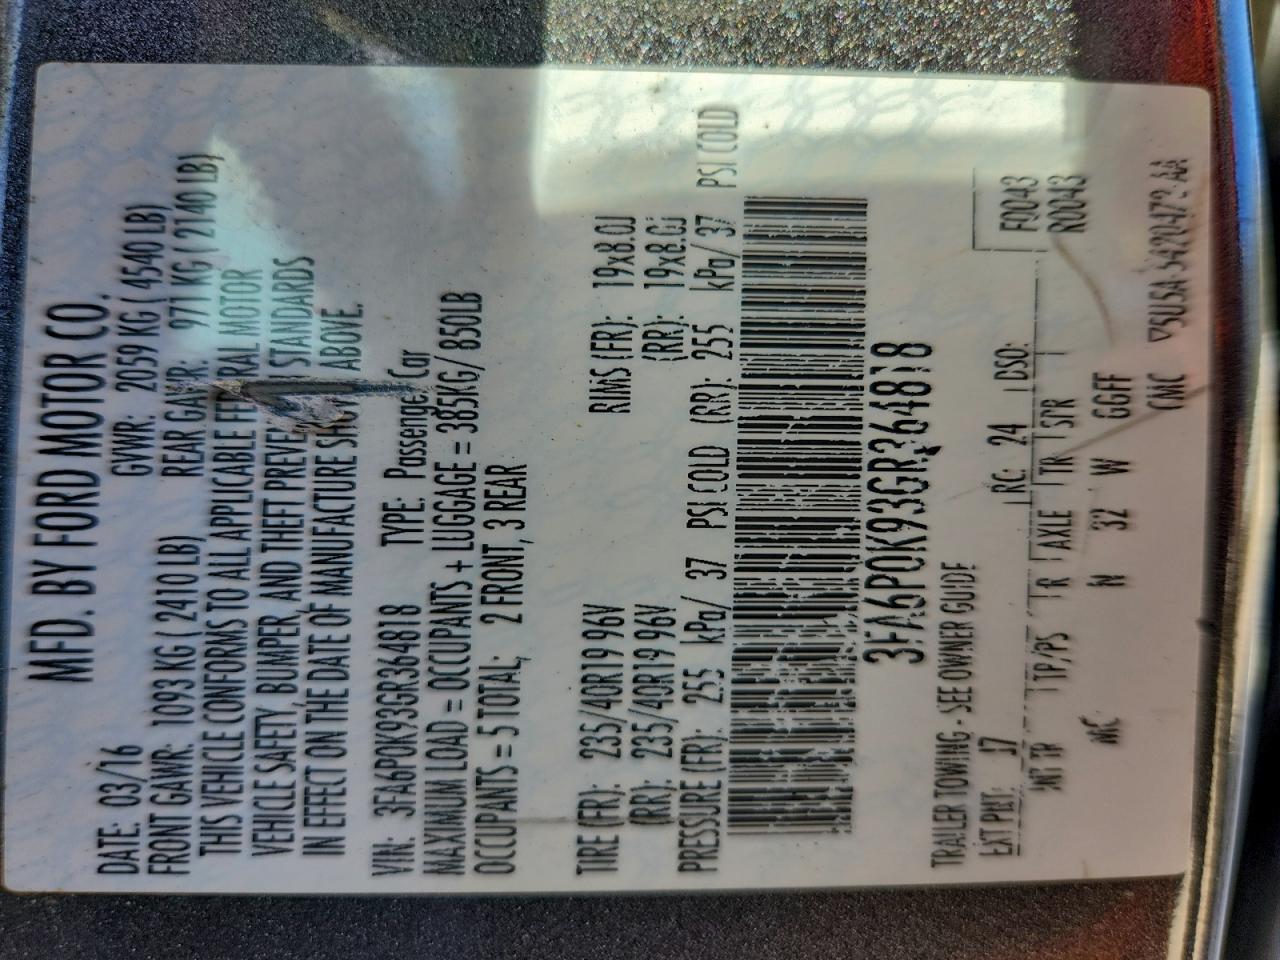 MFD. BY FORD MOTOR CO.
DATE: 03/16 GVWR: 2059 KG ( 4540 LB)
FRONT GAWR: 1093 KG ( 2410 LB) REAR GAWR: 971 KG ( 2140 LB)
THIS VEHICLE CONFORMS TO ALL APPLICABLE FEDERAL MOTOR
VEHICLE SAFETY, BUMPER, AND THEFT PREVE STANDARDS
IN EFFECT ON THE DATE OF MANUFACTURE ABOVE.
VIN: 3FA6P0K93GR364818 TYPE: Passenger Car
MAXIMUM LOAD = OCCUPANTS + LUGGAGE = 385KG/ 850LB
OCCUPANTS = 5 TOTAL; 2 FRONT, 3 REAR
TIRE (FR): 235/40R19 96V RIMS (FR): 19x8.0J
(RR): 235/40R19 96V (RR): 19x8.0J
PRESSURE (FR): 255 kPa/ 37 PSI COLD (RR): 255 kPa/ 37 PSI COLD
3FA6P0K93GR364818
TRAILER TOWING - SEE OWNER GUIDE F0043
EXT PNT: J7 RC: 24 DSO: R0043
INT TR TP/PS R AXLE TR SPR
MC N 32 W GGFF